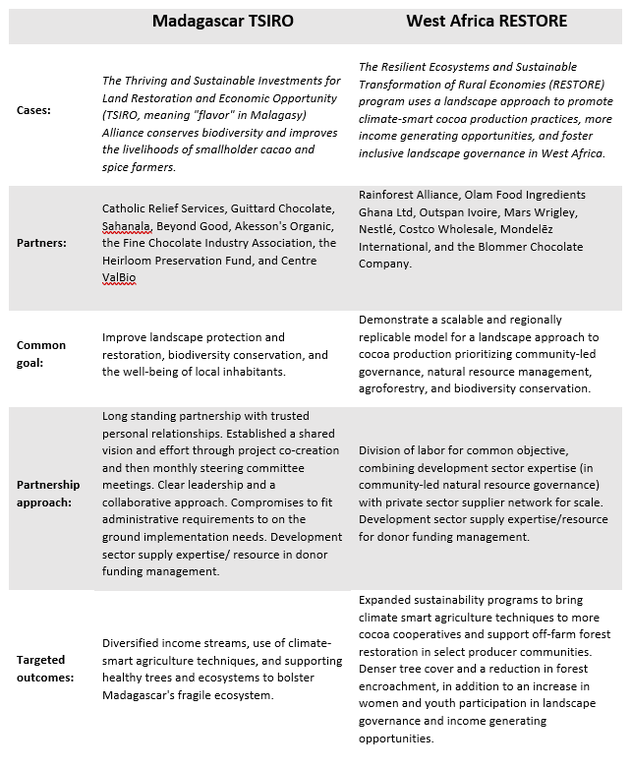 Madagascar TSIRO
West Africa RESTORE
Cases:
The Thriving and Sustainable Investments for
Land Restoration and Economic Opportunity
(TSIRO, meaning "flavor" in Malagasy)
Alliance conserves biodiversity and improves
the livelihoods of smallholder cacao and
spice farmers.
The Resilient Ecosystems and Sustainable
Transformation of Rural Economies (RESTORE)
program uses a landscape approach to promote
climate-smart cocoa production practices, more
income generating opportunities, and foster
inclusive landscape governance in West Africa.
Partners:
Catholic Relief Services, Guittard Chocolate,
Sahanala, Beyond Good, Akesson's Organic,
the Fine Chocolate Industry Association, the
Heirloom Preservation Fund, and Centre
ValBio
Rainforest Alliance, Olam Food Ingredients
Ghana Ltd, Outspan Ivoire, Mars Wrigley,
Nestlé, Costco Wholesale, Mondelēz
International, and the Blommer Chocolate
Company.
Common
goal:
Improve landscape protection and
restoration, biodiversity conservation, and
the well-being of local inhabitants.
Demonstrate a scalable and regionally
replicable model for a landscape approach to
cocoa production prioritizing community-led
governance, natural resource management,
agroforestry, and biodiversity conservation.
Partnership
approach:
Long standing partnership with trusted
personal relationships. Established a shared
vision and effort through project co-creation
and then monthly steering committee
meetings. Clear leadership and a
collaborative approach. Compromises to fit
administrative requirements to on the
ground implementation needs. Development
sector supply expertise/ resource in donor
funding management.
Division of labor for common objective,
combining development sector expertise (in
community-led natural resource governance)
with private sector supplier network for scale.
Development sector supply expertise/resource
for donor funding management.
Targeted
outcomes:
Diversified income streams, use of climate-
smart agriculture techniques, and supporting
healthy trees and ecosystems to bolster
Madagascar's fragile ecosystem.
Expanded sustainability programs to bring
climate smart agriculture techniques to more
cocoa cooperatives and support off-farm forest
restoration in select producer communities.
Denser tree cover and a reduction in forest
encroachment, in addition to an increase in
women and youth participation in landscape
governance and income generating
opportunities.